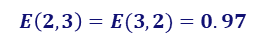 E(2,3) = E(3,2) = 0.97